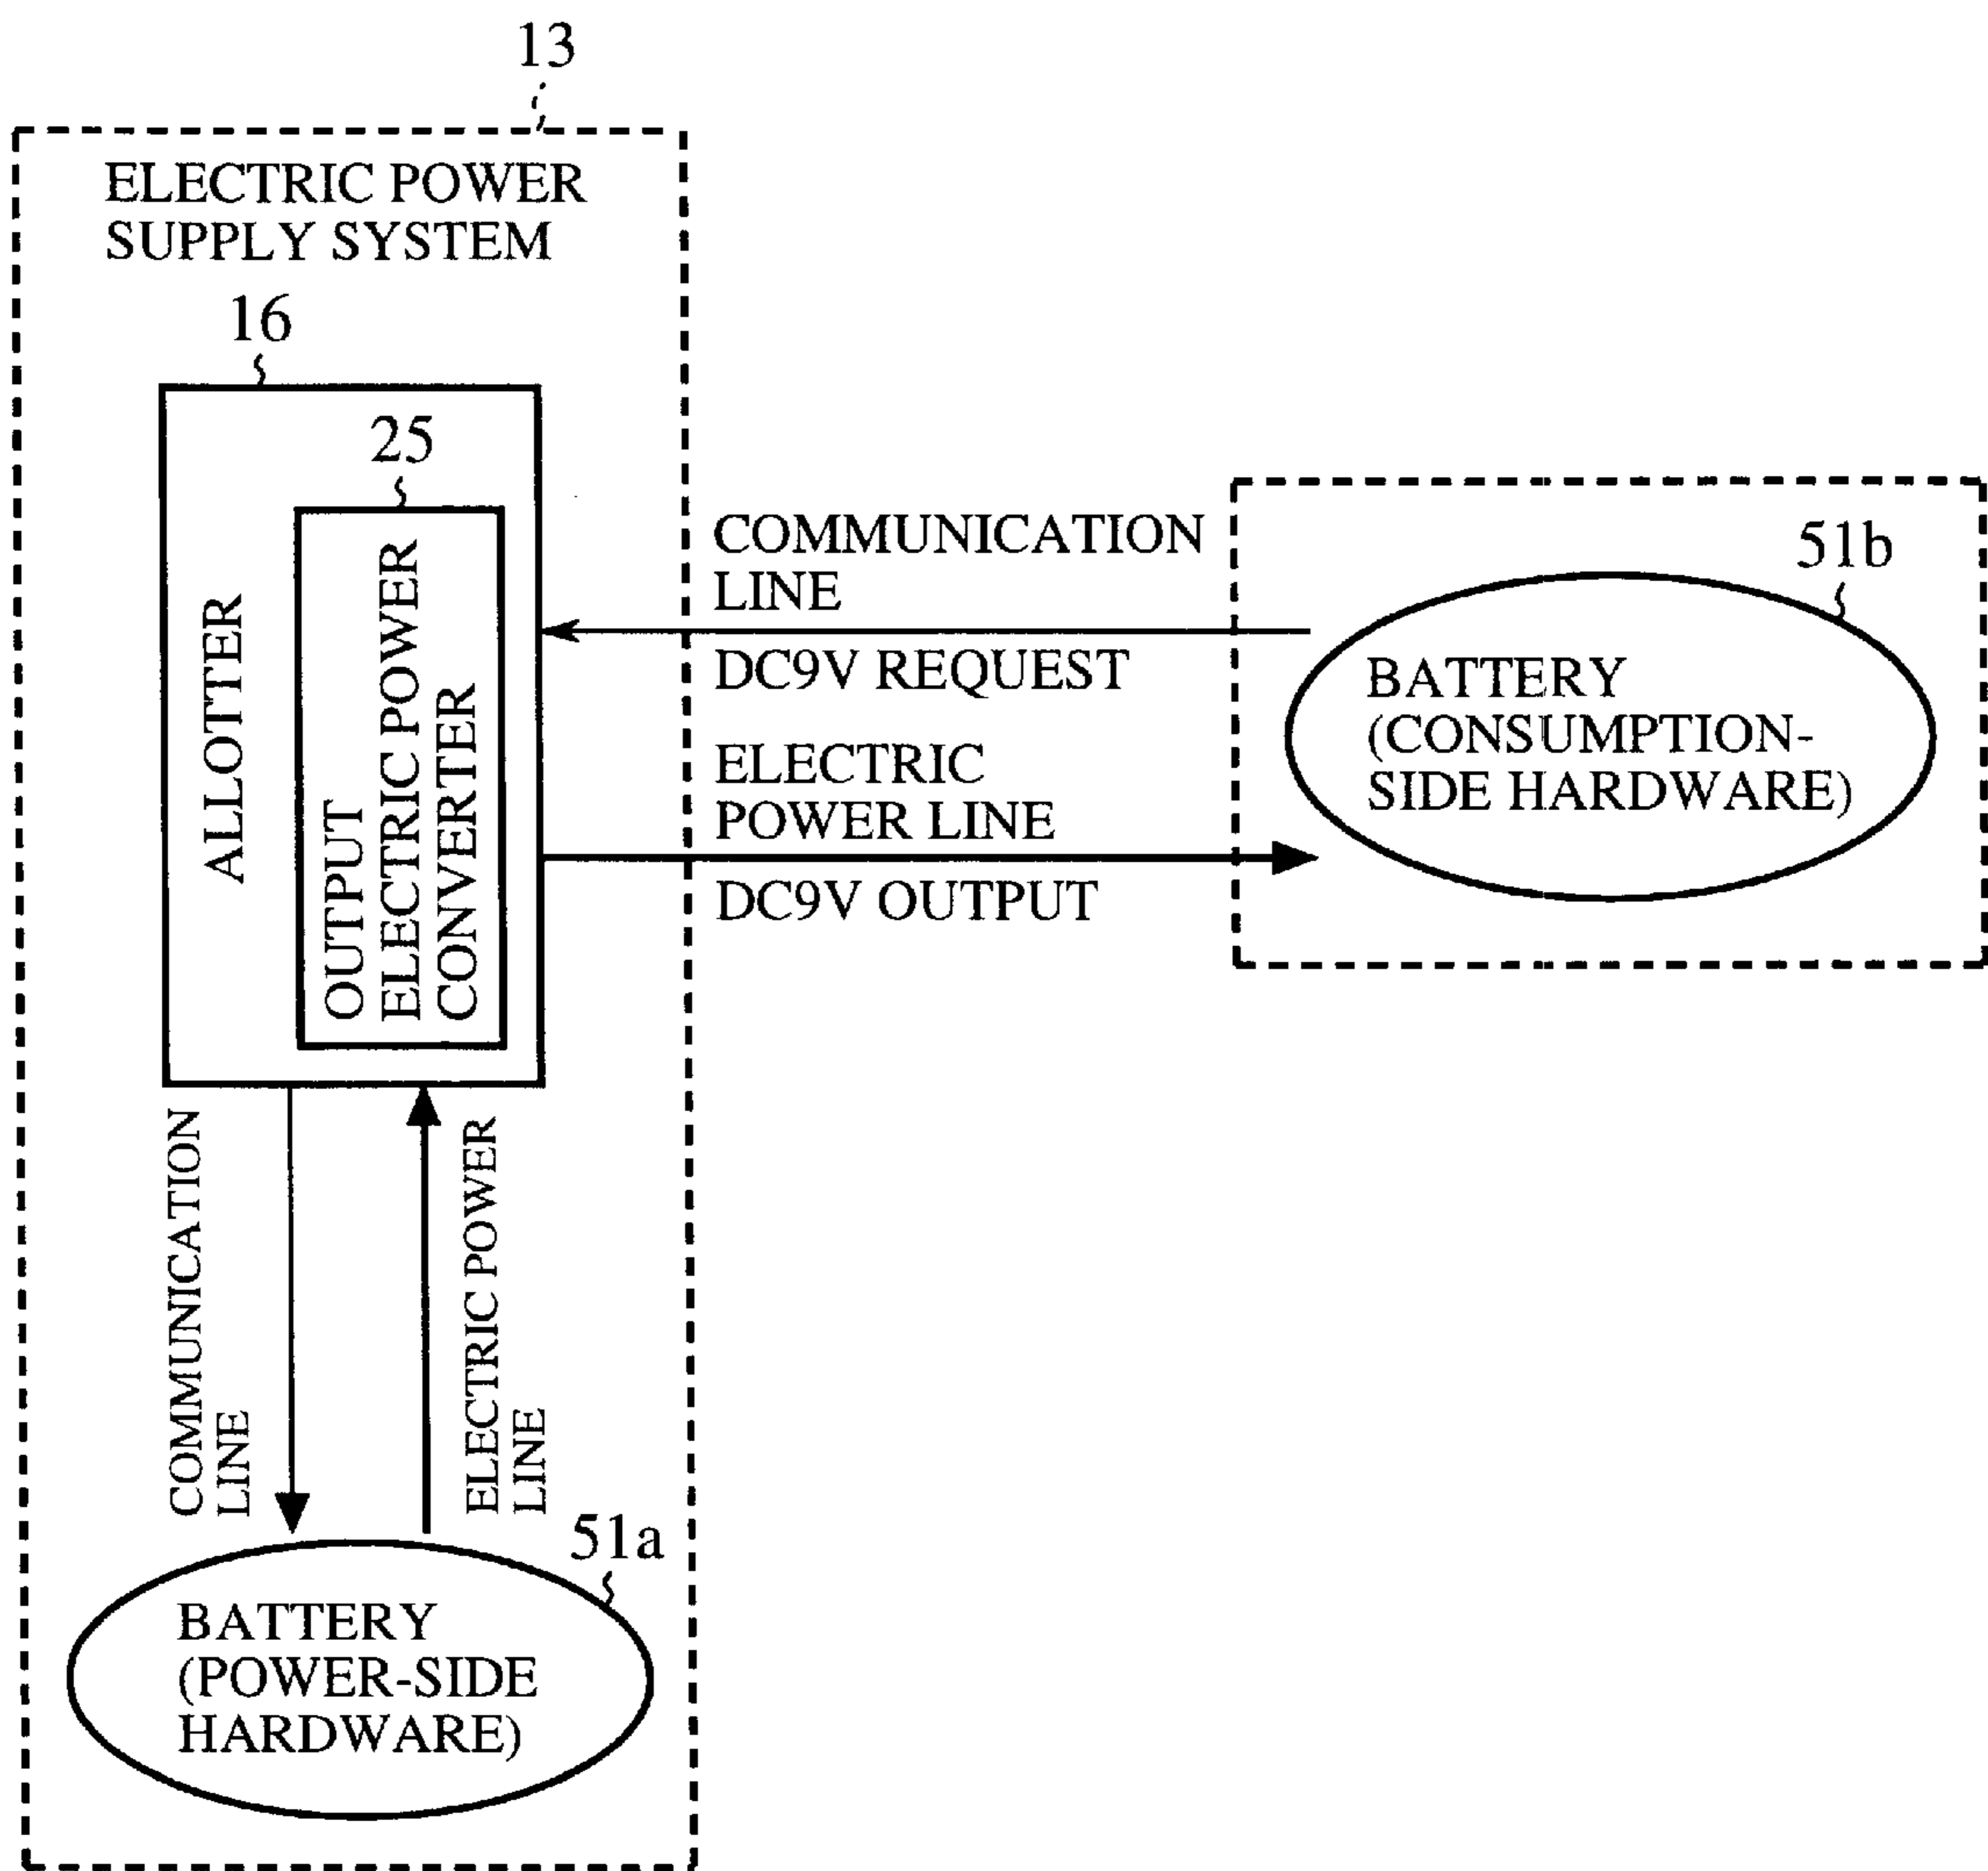 13
ELECTRIC POWER
SUPPLY SYSTEM
16
25
ALLOTTER
OUTPUT
ELECTRIC POWER
CONVERTER
COMMUNICATION
LINE
DC9V REQUEST
ELECTRIC
POWER LINE
DC9V OUTPUT
51b
BATTERY
(CONSUMPTION-
SIDE HARDWARE)
COMMUNICATION
LINE
ELECTRIC POWER
LINE
51a
BATTERY
(POWER-SIDE
HARDWARE)